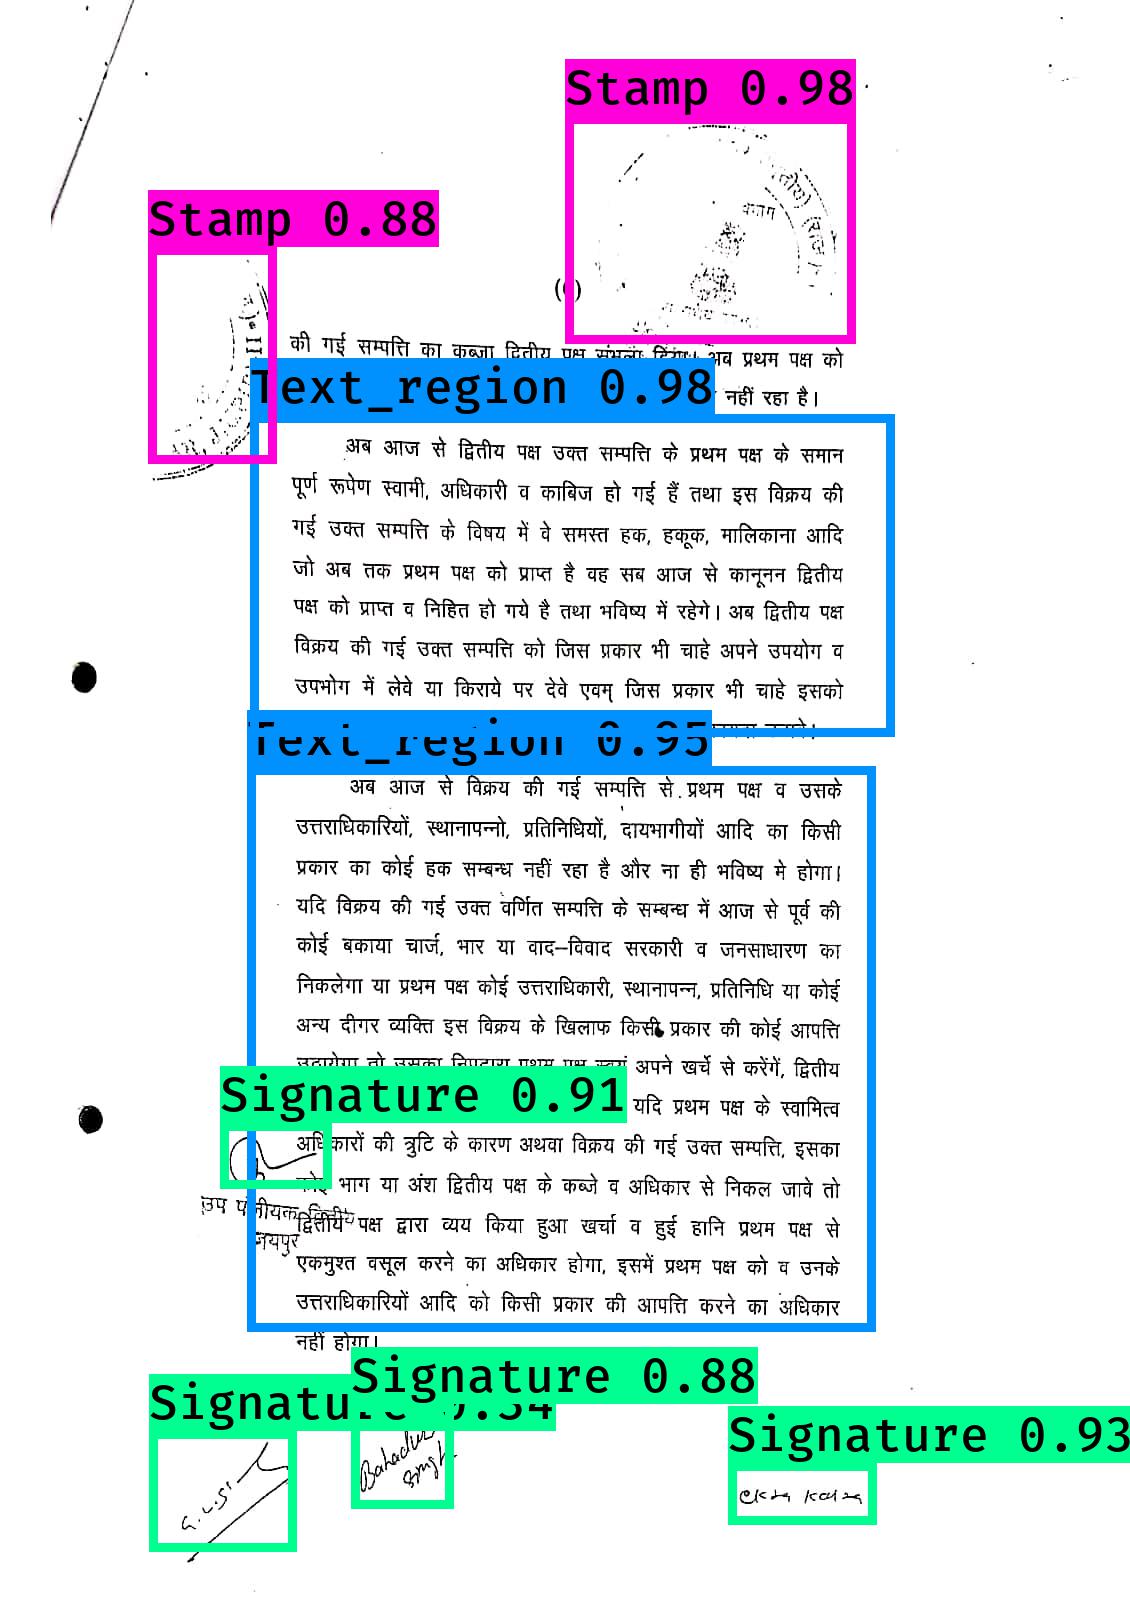 Stamp 0.98
Stamp 0.88
विभाग
II
की गई सम्पत्ति का कब्जा द्वितीय पक्ष संभला दिया। अब प्रथम पक्ष को
Text_region 0.98
नहीं रहा है।
अब आज से द्वितीय पक्ष उक्त सम्पत्ति के प्रथम पक्ष के समान
पूर्ण रूपेण स्वामी, अधिकारी व काबिज हो गई हैं तथा इस विक्रय की
गई उक्त सम्पत्ति के विषय में वे समस्त हक, हकूक, मालिकाना आदि
जो अब तक प्रथम पक्ष को प्राप्त है वह सब आज से कानूनन द्वितीय
पक्ष को प्राप्त व निहित हो गये है तथा भविष्य में रहेगे। अब द्वितीय पक्ष
विक्रय की गई उक्त सम्पत्ति को जिस प्रकार भी चाहे अपने उपयोग व
उपभोग में लेवे या किराये पर देवे एवम् जिस प्रकार भी चाहे इसको
Text_region 0.95
अब आज से विक्रय की गई सम्पत्ति से प्रथम पक्ष व उसके
उत्तराधिकारियों, स्थानापन्नो, प्रतिनिधियों, दायभागीयों आदि का किसी
प्रकार का कोई हक सम्बन्ध नहीं रहा है और ना ही भविष्य मे होगा।
यदि विक्रय की गई उक्त वर्णित सम्पत्ति के सम्बन्ध में आज से पूर्व की
कोई बकाया चार्ज, भार या वाद–विवाद सरकारी व जनसाधारण का
निकलेगा या प्रथम पक्ष कोई उत्तराधिकारी, स्थानापन्न, प्रतिनिधि या कोई
अन्य दीगर व्यक्ति इस विक्रय के खिलाफ किसी प्रकार की कोई आपत्ति
उठायेगा तो उसका निपटारा प्रथम पक्ष स्वयं अपने खर्चे से करेंगें, द्वितीय
Signature 0.91
यदि प्रथम पक्ष के स्वामित्व
अधिकारों की त्रुटि के कारण अथवा विक्रय की गई उक्त सम्पत्ति, इसका
कोई भाग या अंश द्वितीय पक्ष के कब्जे व अधिकार से निकल जावे तो
उप पंजीयक द्वितीय
द्वितीय पक्ष द्वारा व्यय किया हुआ खर्चा व हुई हानि प्रथम पक्ष से
जयपुर
एकमुश्त वसूल करने का अधिकार होगा, इसमें प्रथम पक्ष को व उनके
उत्तराधिकारियों आदि को किसी प्रकार की आपत्ति करने का अधिकार
नहीं होगा।
Signature 0.88
Signature
Signature 0.93
Bahadur
Singh